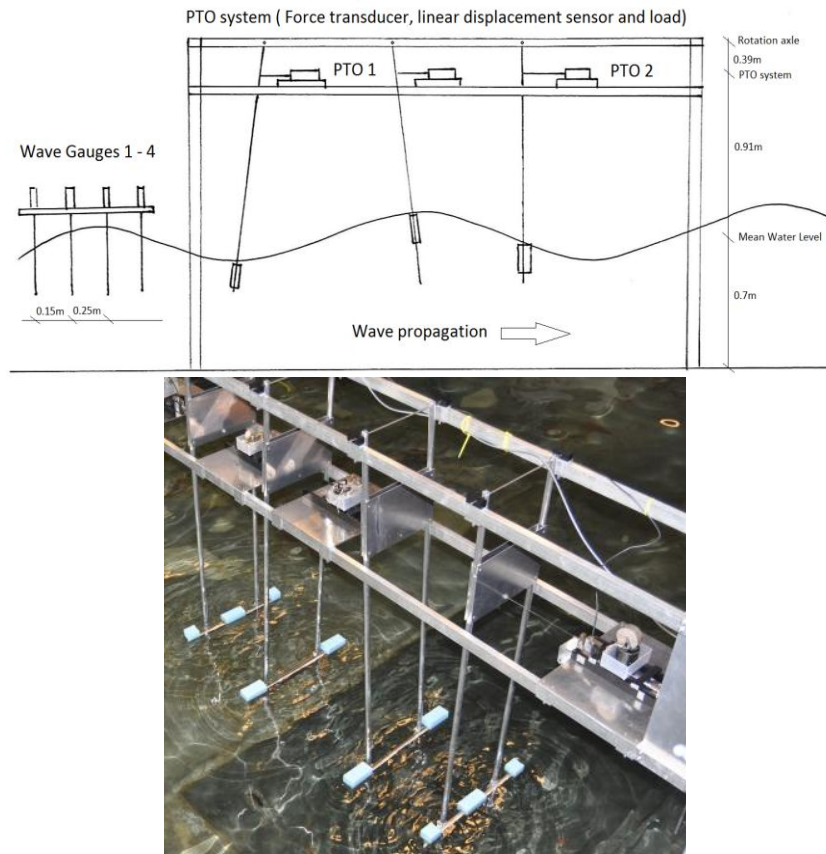 PTO system ( Force transducer, linear displacement sensor and load)
Rotation axle
0.39m
PTO 1
PTO 2
PTO system
Wave Gauges 1 - 4
0.91m
Mean Water Level
0.15m
0.25m
0.7m
Wave propagation